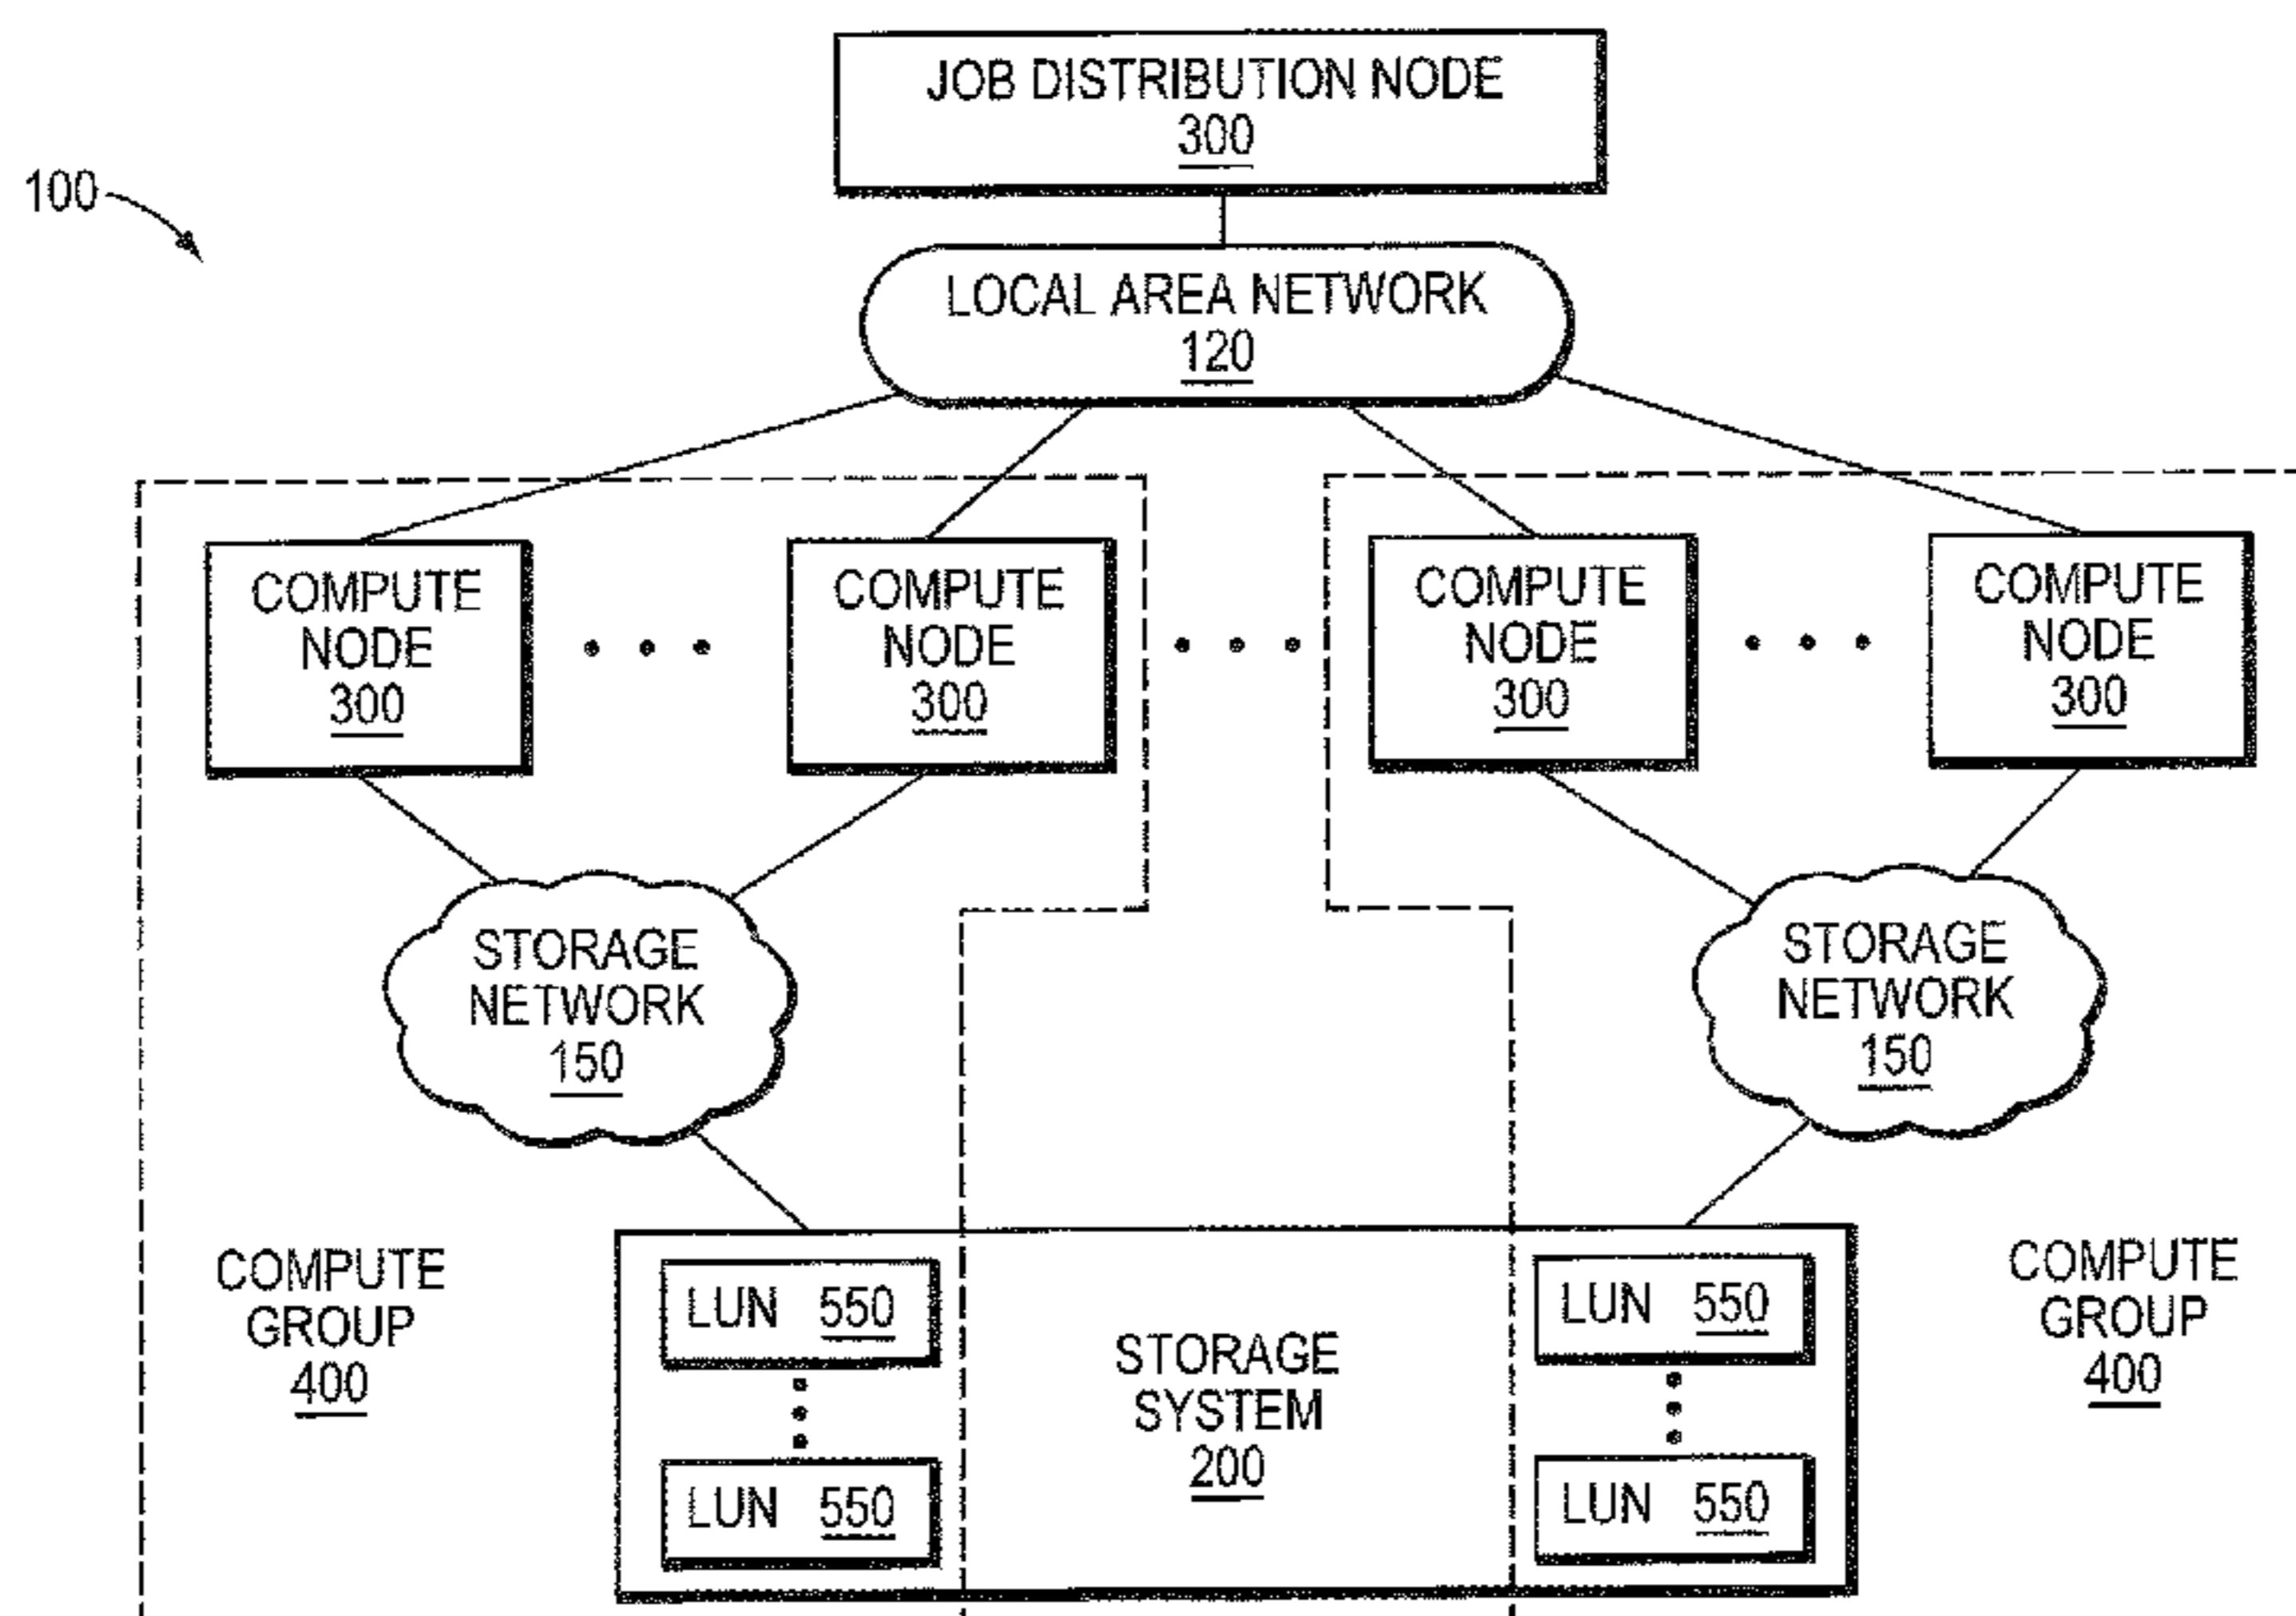 JOB DISTRIBUTION NODE
300
100
LOCAL AREA NETWORK
120
COMPUTE
NODE
300
COMPUTE
NODE
300
COMPUTE
NODE
300
COMPUTE
NODE
300
STORAGE
NETWORK
150
STORAGE
NETWORK
150
COMPUTE
GROUP
400
LUN 550
LUN 550
STORAGE
SYSTEM
200
LUN 550
LUN 550
COMPUTE
GROUP
400